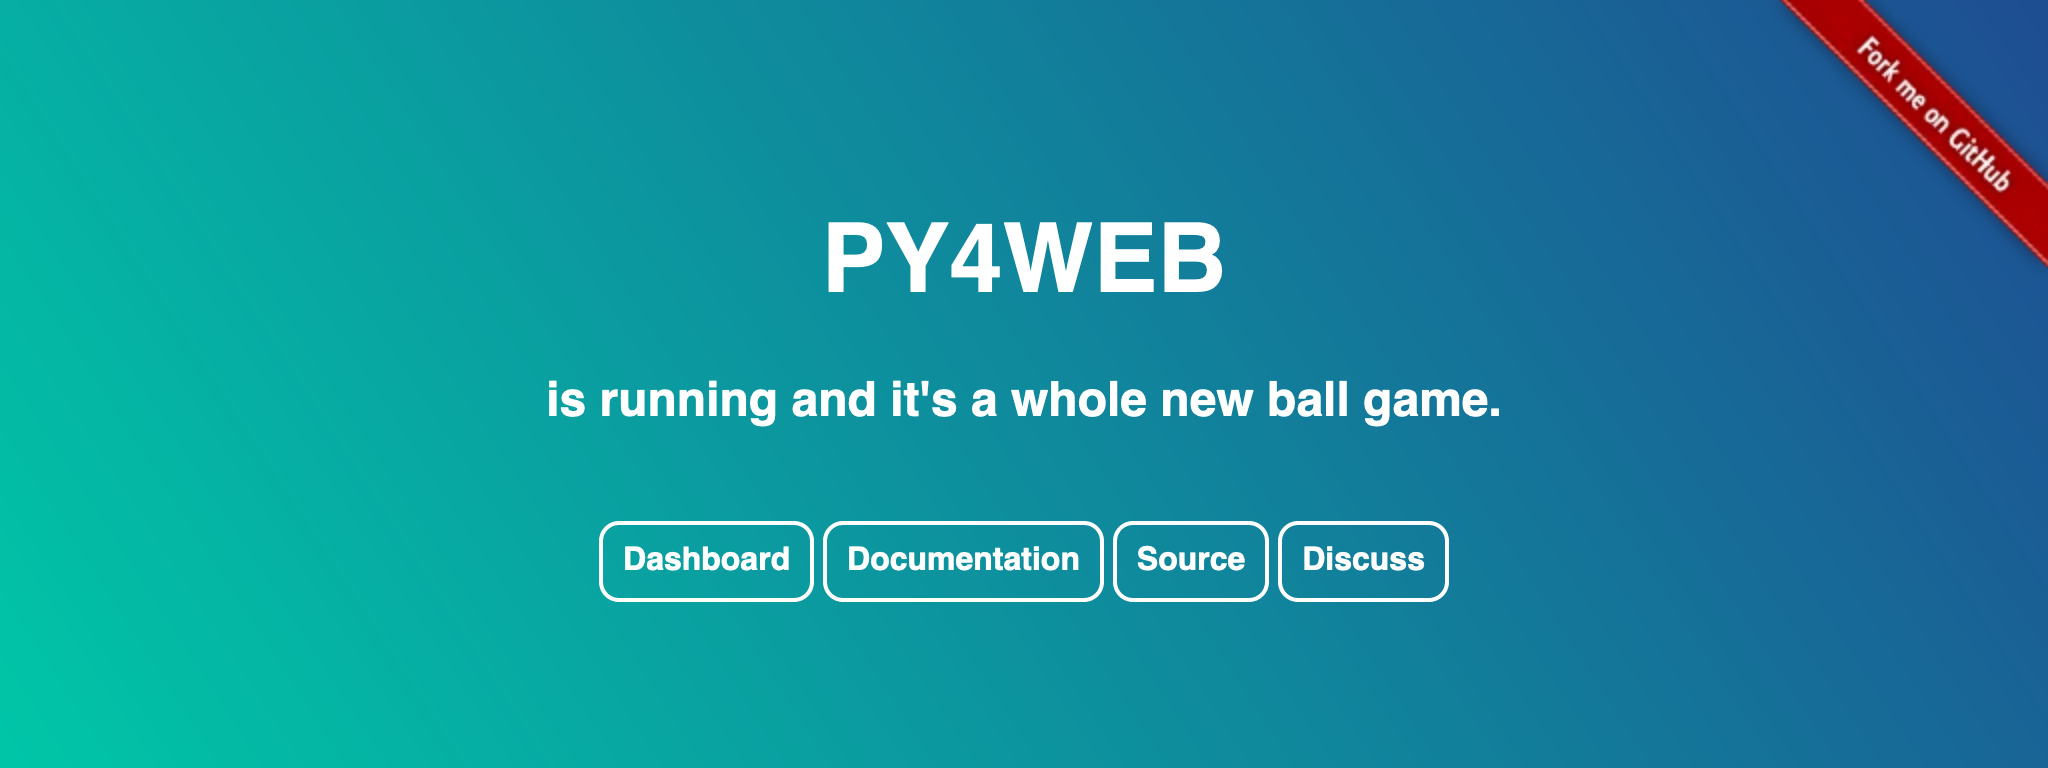 Fork me on GitHub
PY4WEB
is running and it's a whole new ball game.
Dashboard Documentation Source Discuss